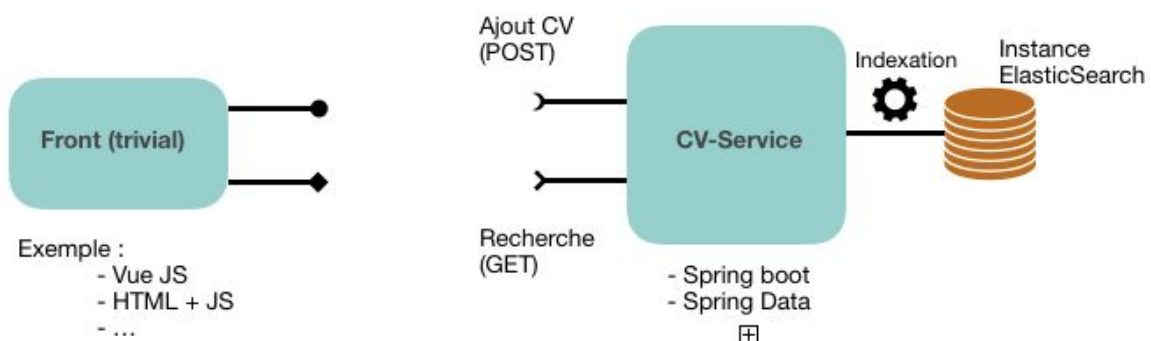 Front (trivial)
Exemple :
- Vue JS
- HTML + JS
- ...
Ajout CV
(POST)
Recherche
(GET)
CV-Service
- Spring boot
- Spring Data
Indexation
Instance
ElasticSearch